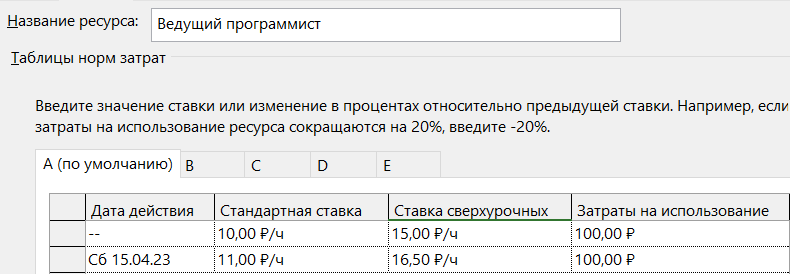 Название ресурса: Ведущий программист
Таблицы норм затрат
Введите значение ставки или изменение в процентах относительно предыдущей ставки. Например, если
затраты на использование ресурса сокращаются на 20%, введите -20%.
A (по умолчанию) B C D E
Дата действия Стандартная ставка Ставка сверхурочных Затраты на использование
-- 10,00 ₽/ч 15,00 ₽/ч 100,00 ₽
Сб 15.04.23 11,00 ₽/ч 16,50 ₽/ч 100,00 ₽